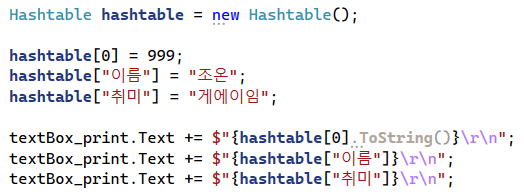 Hashtable hashtable = new Hashtable();
hashtable[0] = 999;
hashtable["이름"] = "조온";
hashtable["취미"] = "게에이임";
textBox_print.Text += $"{hashtable[0].ToString()}\r\n";
textBox_print.Text += $"{hashtable["이름"]}\r\n";
textBox_print.Text += $"{hashtable["취미"]}\r\n";